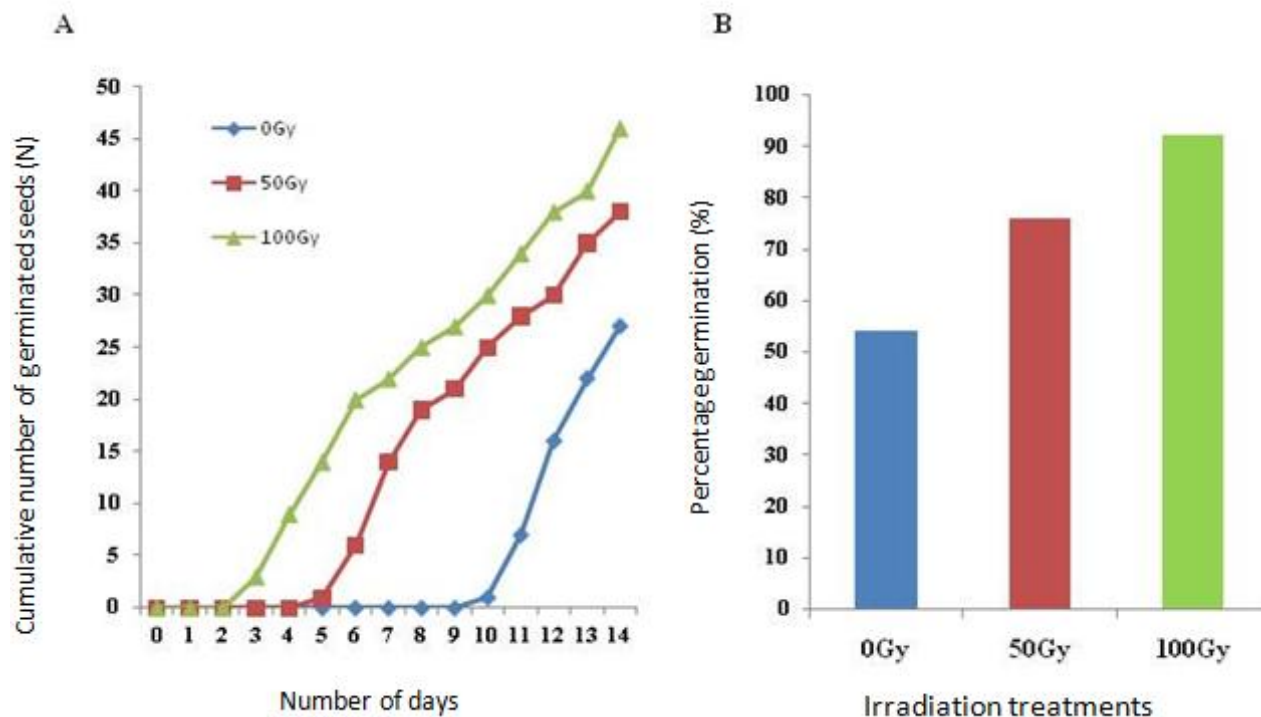 A
Cumulative number of germinated seeds (N)
50
45
40
35
30
25
20
15
10
5
0
0Gy
50Gy
100Gy
0 1 2 3 4 5 6 7 8 9 10 11 12 13 14
Number of days
B
Percentage germination (%)
100
90
80
70
60
50
40
30
20
10
0
0Gy 50Gy 100Gy
Irradiation treatments